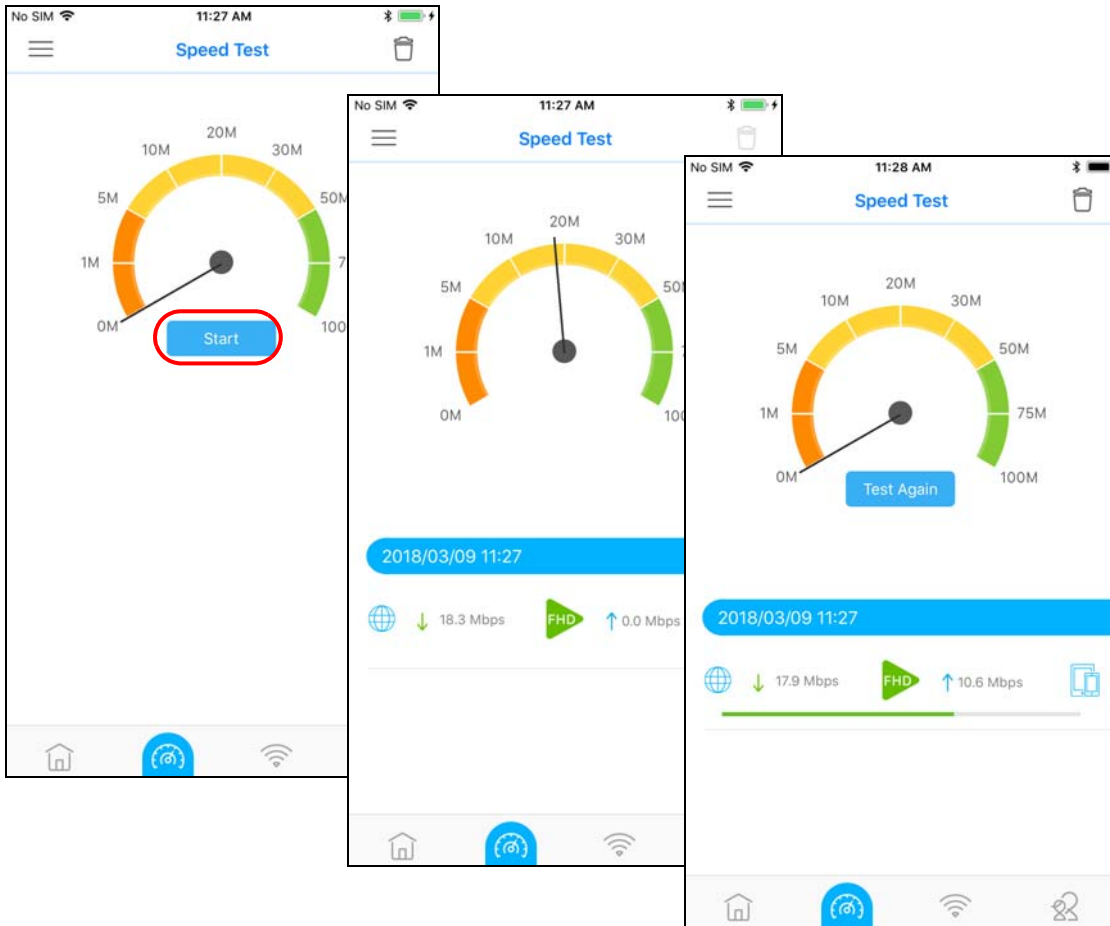 No SIM 11:27 AM
Speed Test
20M
10M 30M
5M 50M
1M 7
0M 100
Start
No SIM 11:27 AM
Speed Test
20M
10M 30M
5M 50
1M
0M 100
2018/03/09 11:27
18.3 Mbps FHD 0.0 Mbps
No SIM 11:28 AM
Speed Test
20M
10M 30M
5M 50M
1M 75M
0M 100M
Test Again
2018/03/09 11:27
17.9 Mbps FHD 10.6 Mbps